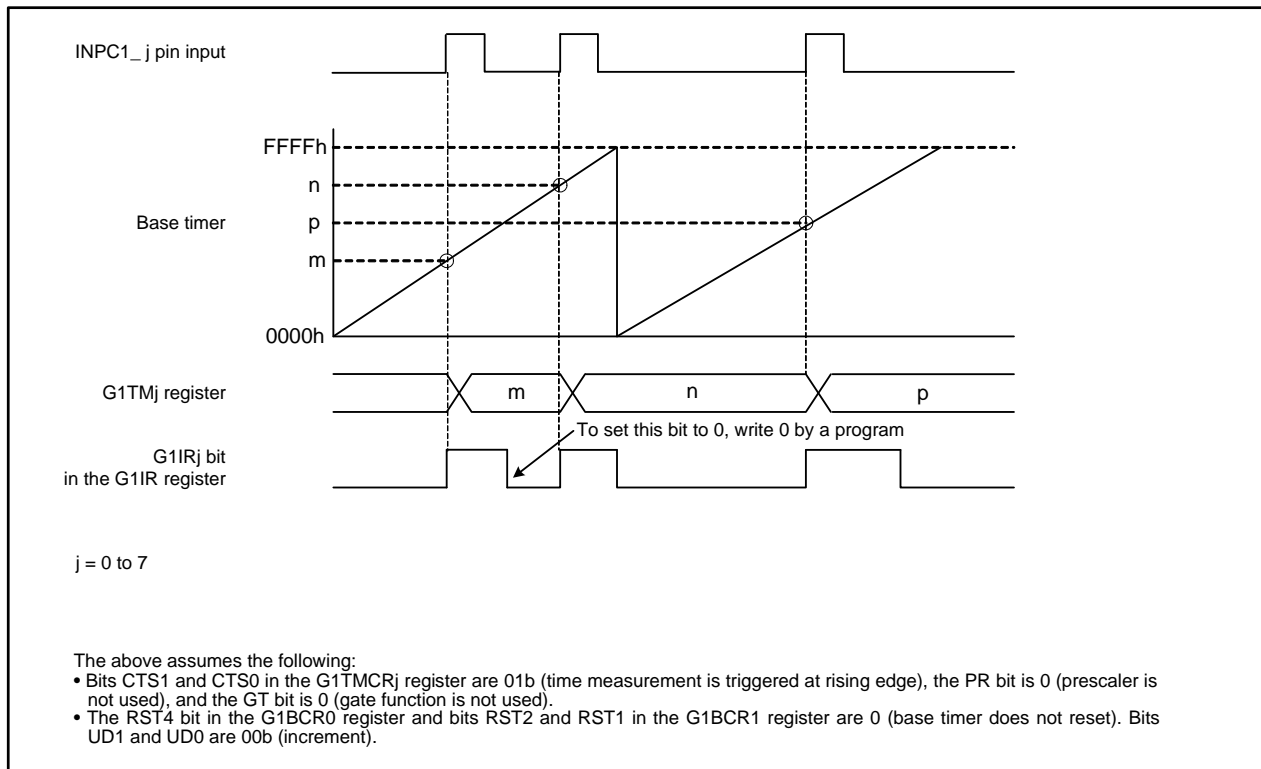 INPC1_ j pin input
FFFFh
n
Base timer
p
m
0000h
G1TMj register
m
n
p
To set this bit to 0, write 0 by a program
G1IRj bit
in the G1IR register
j = 0 to 7
The above assumes the following:
• Bits CTS1 and CTS0 in the G1TMCRj register are 01b (time measurement is triggered at rising edge), the PR bit is 0 (prescaler is
not used), and the GT bit is 0 (gate function is not used).
• The RST4 bit in the G1BCR0 register and bits RST2 and RST1 in the G1BCR1 register are 0 (base timer does not reset). Bits
UD1 and UD0 are 00b (increment).